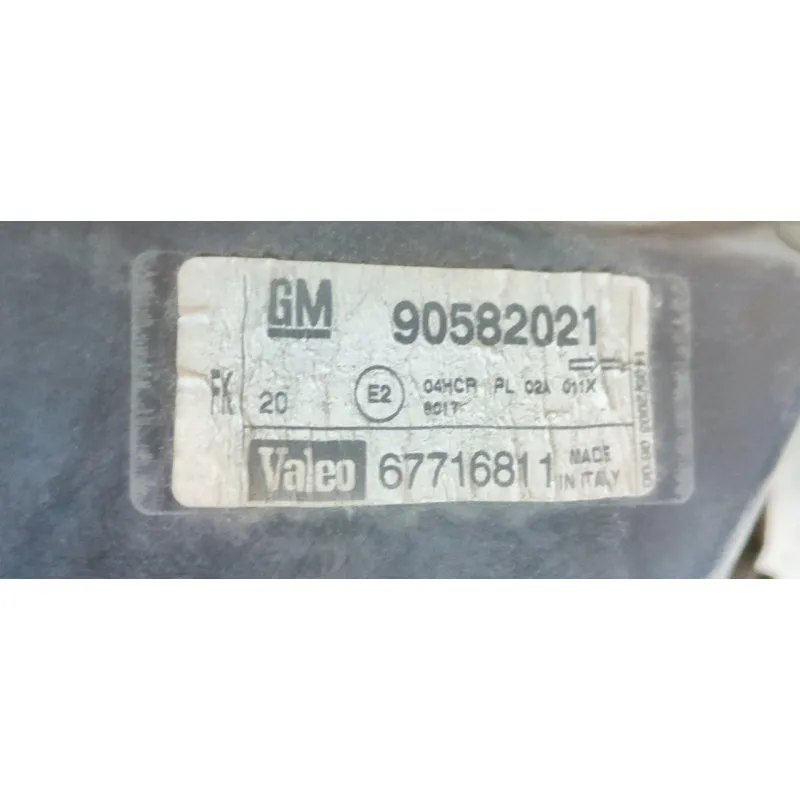 GM 90582021
FK 20 E2 04HCR PL 02A 011X
8017
Valeo 67716811 MADE
IN ITALY